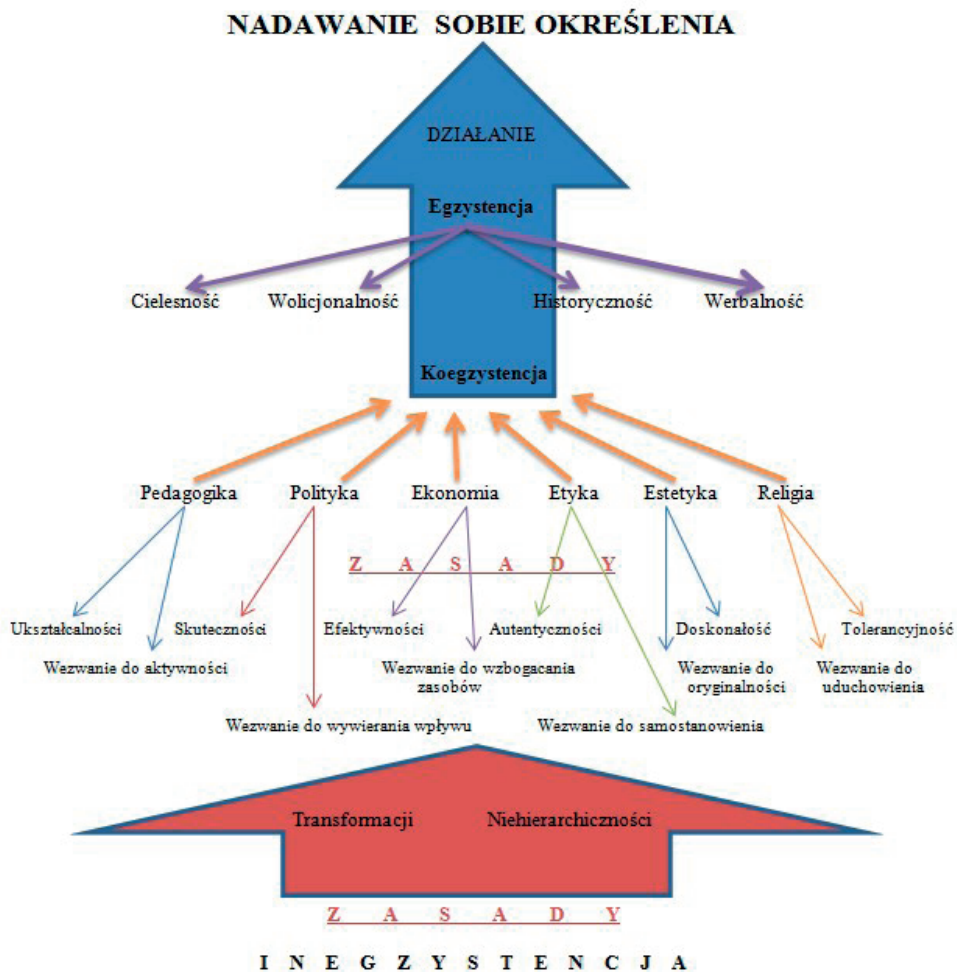 NADAWANIE SOBIE OKREŚLENIA
DZIAŁANIE
Egzystencja
Cielesność Wolicjonalność Historyczność Werbalność
Koegzystencja
Pedagogika Polityka Ekonomia Etyka Estetyka Religia
Z A S A D Y
Ukształcalności Skuteczności Efektywności Autentyczności Doskonałość Tolerancyjność
Wezwanie do aktywności Wezwanie do wzbogacania Wezwanie do Wezwanie do
zasobów oryginalności uduchowienia
Wezwanie do wywierania wpływu Wezwanie do samostanowienia
Transformacji Niehierarchiczności
Z A S A D Y
I N E G Z Y S T E N C J A